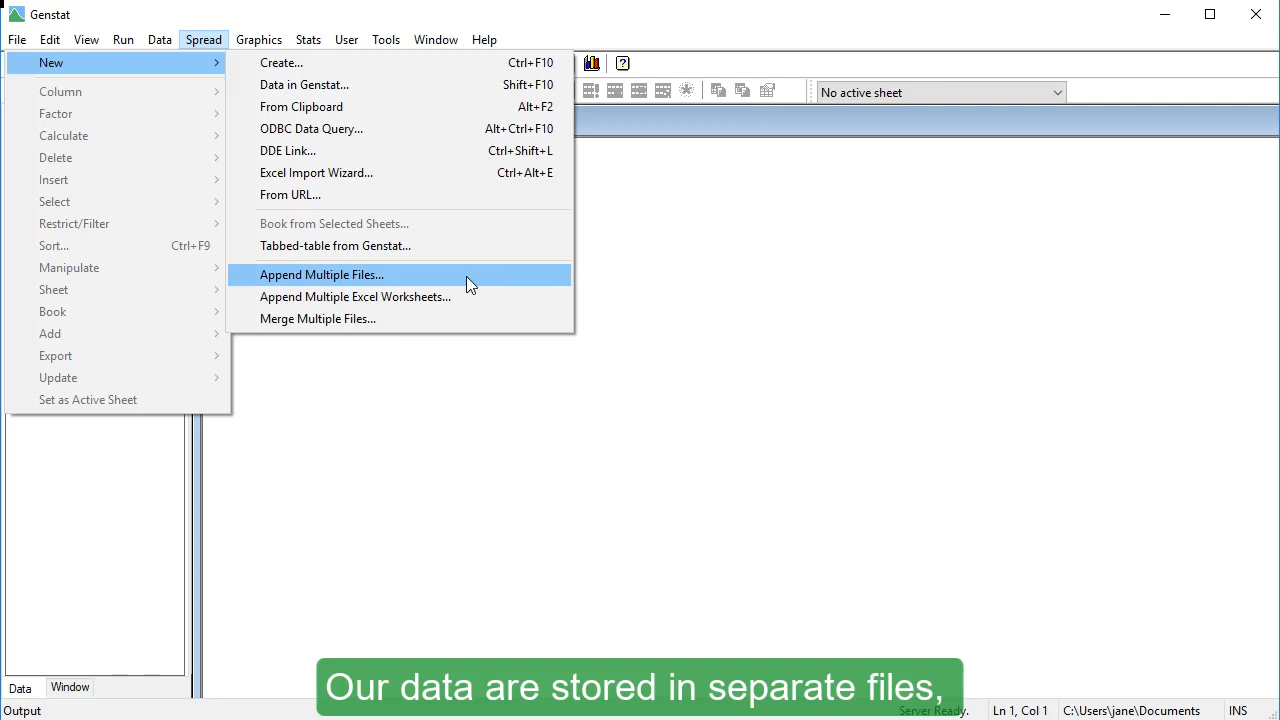 Genstat
File Edit View Run Data Spread Graphics Stats User Tools Window Help
No active sheet
New
Column
Factor
Calculate
Delete
Insert
Select
Restrict/Filter
Sort... Ctrl+F9
Manipulate
Sheet
Book
Add
Export
Update
Set as Active Sheet
Create... Ctrl+F10
Data in Genstat... Shift+F10
From Clipboard Alt+F2
ODBC Data Query... Alt+Ctrl+F10
DDE Link... Ctrl+Shift+L
Excel Import Wizard... Ctrl+Alt+E
From URL...
Book from Selected Sheets...
Tabbed-table from Genstat...
Append Multiple Files...
Append Multiple Excel Worksheets...
Merge Multiple Files...
Data Window
Our data are stored in separate files,
Output Server Ready. Ln 1, Col 1 C:\Users\jane\Documents INS